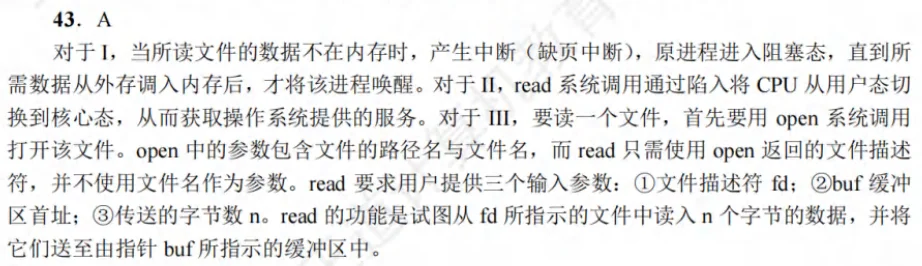 43．A
对于 I，当所读文件的数据不在内存时，产生中断（缺页中断），原进程进入阻塞态，直到所
需数据从外存调入内存后，才将该进程唤醒。对于 II，read 系统调用通过陷入将 CPU 从用户态切
换到核心态，从而获取操作系统提供的服务。对于 III，要读一个文件，首先要用 open 系统调用
打开该文件。open 中的参数包含文件的路径名与文件名，而 read 只需使用 open 返回的文件描述
符，并不使用文件名作为参数。read 要求用户提供三个输入参数：①文件描述符 fd；②buf 缓冲
区首址；③传送的字节数 n。read 的功能是试图从 fd 所指示的文件中读入 n 个字节的数据，并将
它们送至由指针 buf 所指示的缓冲区中。